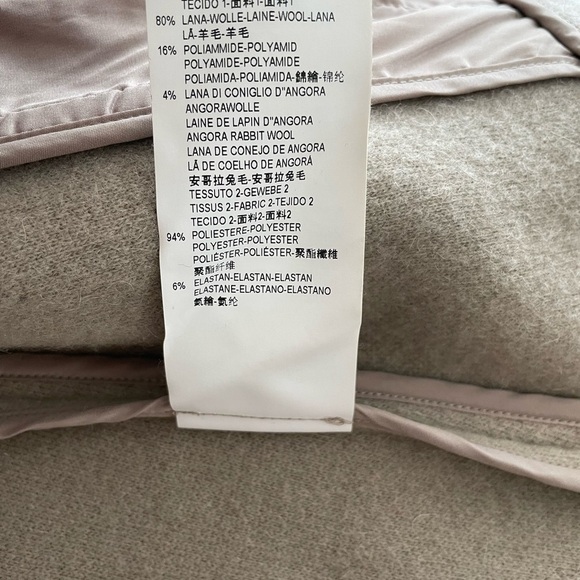 TECIDO 1-面料1-面料1
80% LANA-WOLLE-LAINE-WOOL-LANA
LÃ-羊毛-羊毛
16% POLIAMMIDE-POLYAMID
POLYAMIDE-POLYAMIDE
POLIAMIDA-POLIAMIDA-錦綸-锦纶
4% LANA DI CONIGLIO D"ANGORA
ANGORAWOLLE
LAINE DE LAPIN D"ANGORA
ANGORA RABBIT WOOL
LANA DE CONEJO DE ANGORA
LÃ DE COELHO DE ANGORÁ
安哥拉兔毛-安哥拉兔毛
TESSUTO 2-GEWEBE 2
TISSUS 2-FABRIC 2-TEJIDO 2
TECIDO 2-面料2-面料2
94% POLIESTERE-POLYESTER
POLYESTER-POLYESTER
POLIÉSTER-POLIÉSTER-聚酯纖維
聚酯纤维
6% ELASTAN-ELASTAN-ELASTAN
ELASTANE-ELASTANO-ELASTANO
氨綸-氨纶